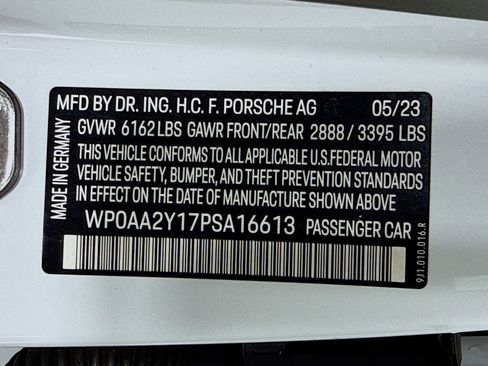 MFD BY DR. ING. H.C. F. PORSCHE AG 05/23
GVWR 6162LBS GAWR FRONT/REAR 2888/3395 LBS
THIS VEHICLE CONFORMS TO ALL APPLICABLE U.S.FEDERAL MOTOR
VEHICLE SAFETY, BUMPER, AND THEFT PREVENTION STANDARDS
IN EFFECT ON THE DATE OF MANUFACTURE SHOWN ABOVE
WP0AA2Y17PSA16613 PASSENGER CAR
MADE IN GERMANY
9J1.010.016.R